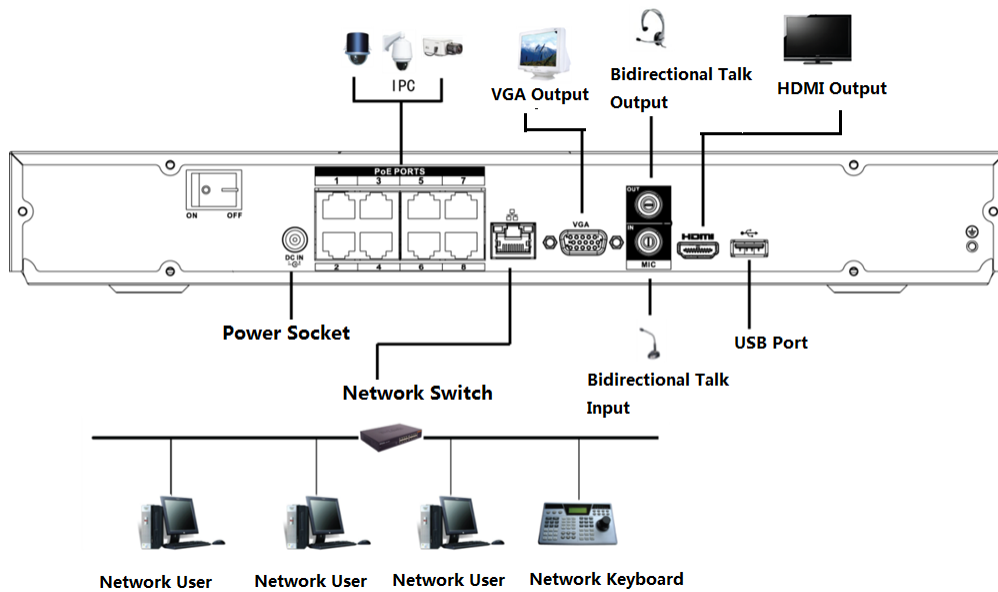 IPC
VGA Output
Bidirectional Talk
Output
HDMI Output
PoE PORTS
1 3 5 7
ON OFF
DC IN
2 4 6 8
VGA
OUT
IN
MIC
HDMI
Power Socket
Network Switch
Bidirectional Talk
Input
USB Port
Network User
Network User
Network User
Network Keyboard